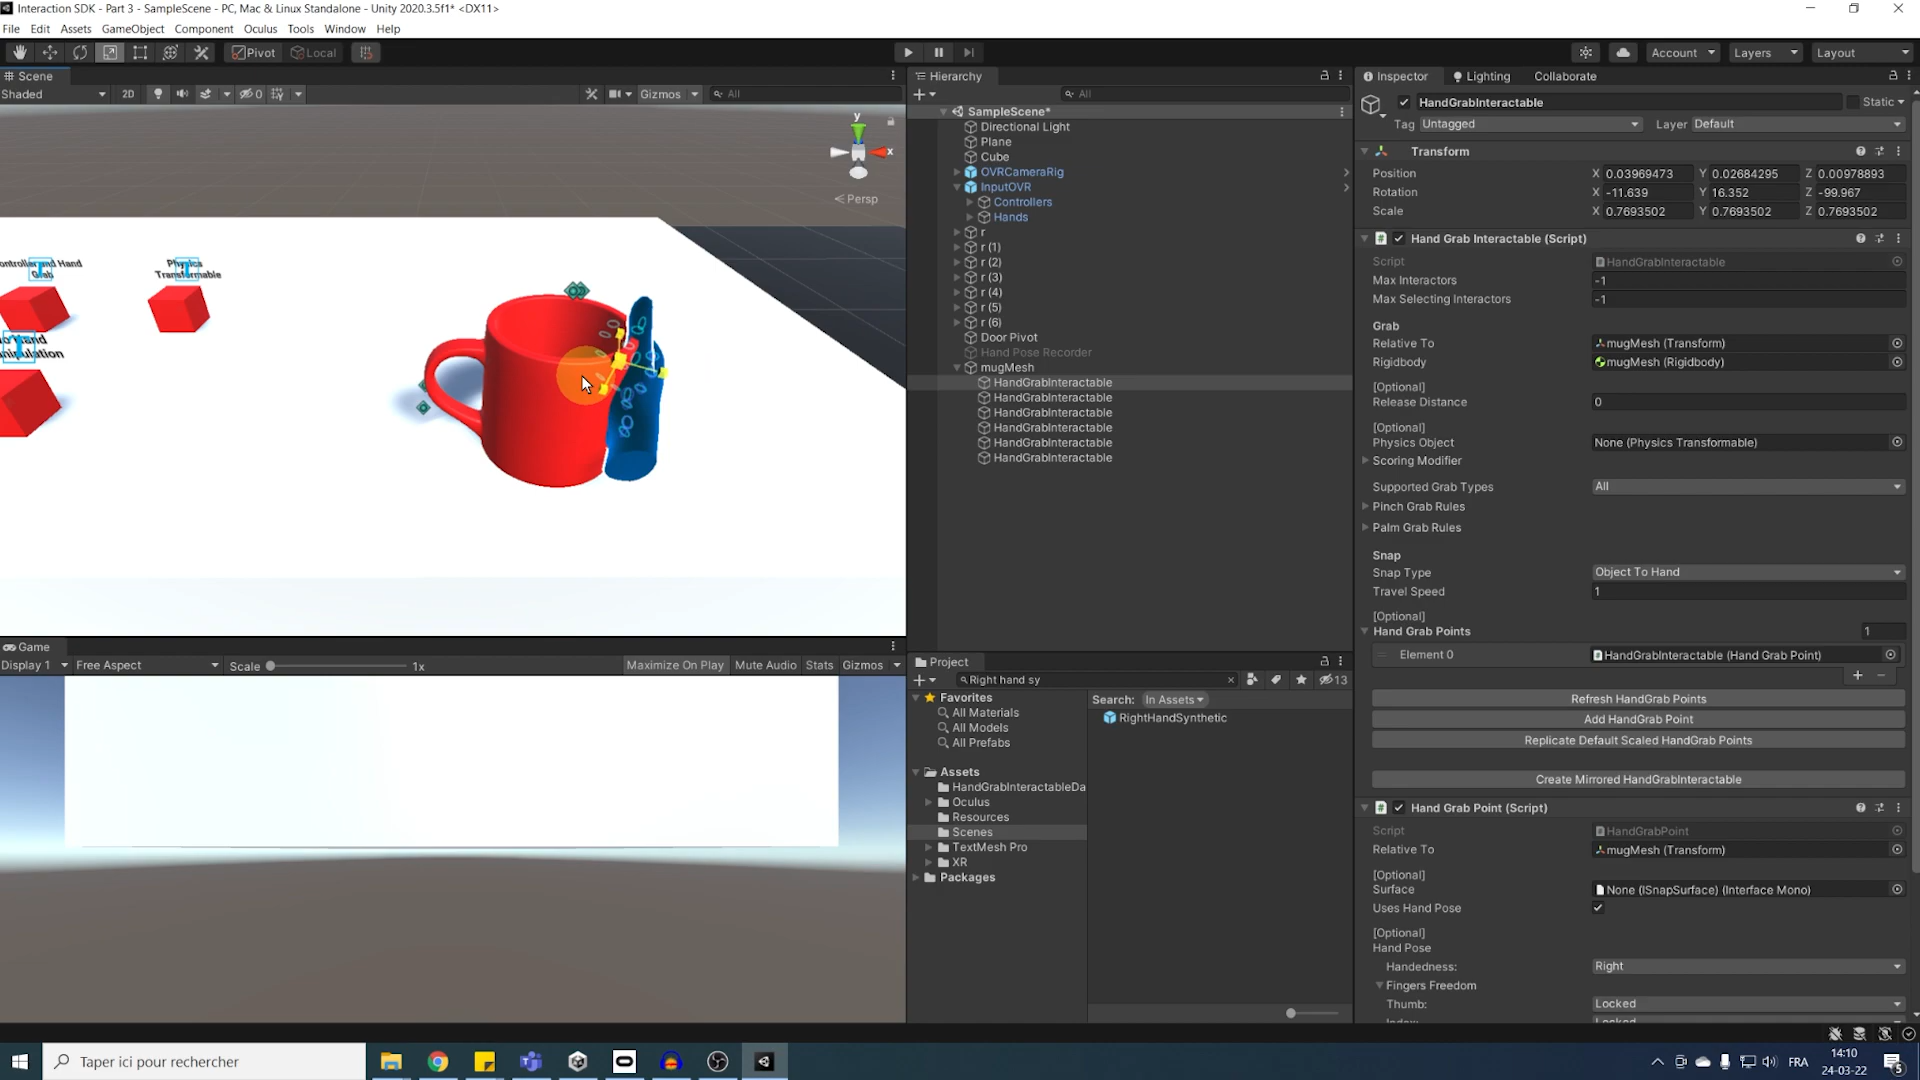 Interaction SDK - Part 3 - SampleScene - PC, Mac & Linux Standalone - Unity 2020.3.5f1* <DX11>
File Edit Assets GameObject Component Oculus Tools Window Help
Pivot Local
Account Layers Layout
Scene
Shaded 2D 0 Gizmos All
y
x
Persp
ontroller and Hand
Grab
Physics
Transformable
Hand
anipulation
Hierarchy
All
SampleScene*
Directional Light
Plane
Cube
OVRCameraRig
InputOVR
Controllers
Hands
r
r (1)
r (2)
r (3)
r (4)
r (5)
r (6)
Door Pivot
Hand Pose Recorder
mugMesh
HandGrabInteractable
HandGrabInteractable
HandGrabInteractable
HandGrabInteractable
HandGrabInteractable
HandGrabInteractable
Inspector Lighting Collaborate
HandGrabInteractable Static
Tag Untagged Layer Default
Transform
Position X 0.03969473 Y 0.02684295 Z 0.00978893
Rotation X -11.639 Y 16.352 Z -99.967
Scale X 0.7693502 Y 0.7693502 Z 0.7693502
Hand Grab Interactable (Script)
Script HandGrabInteractable
Max Interactors -1
Max Selecting Interactors -1
Grab
Relative To mugMesh (Transform)
Rigidbody mugMesh (Rigidbody)
[Optional]
Release Distance 0
[Optional]
Physics Object None (Physics Transformable)
Scoring Modifier
Supported Grab Types All
Pinch Grab Rules
Palm Grab Rules
Snap
Snap Type Object To Hand
Travel Speed 1
[Optional]
Hand Grab Points 1
Element 0 HandGrabInteractable (Hand Grab Point)
Refresh HandGrab Points
Add HandGrab Point
Replicate Default Scaled HandGrab Points
Create Mirrored HandGrabInteractable
Hand Grab Point (Script)
Script HandGrabPoint
Relative To mugMesh (Transform)
[Optional]
Surface None (ISnapSurface) (Interface Mono)
Uses Hand Pose
[Optional]
Hand Pose
Handedness: Right
Fingers Freedom
Thumb: Locked
Index: Locked
Game
Display 1 Free Aspect Scale 1x Maximize On Play Mute Audio Stats Gizmos
Project
Right hand sy 13
Favorites
All Materials
All Models
All Prefabs
Assets
HandGrabInteractableDa
Oculus
Resources
Scenes
TextMesh Pro
XR
Packages
Search: In Assets
RightHandSynthetic
Taper ici pour rechercher
FRA
14:10
24-03-22
5